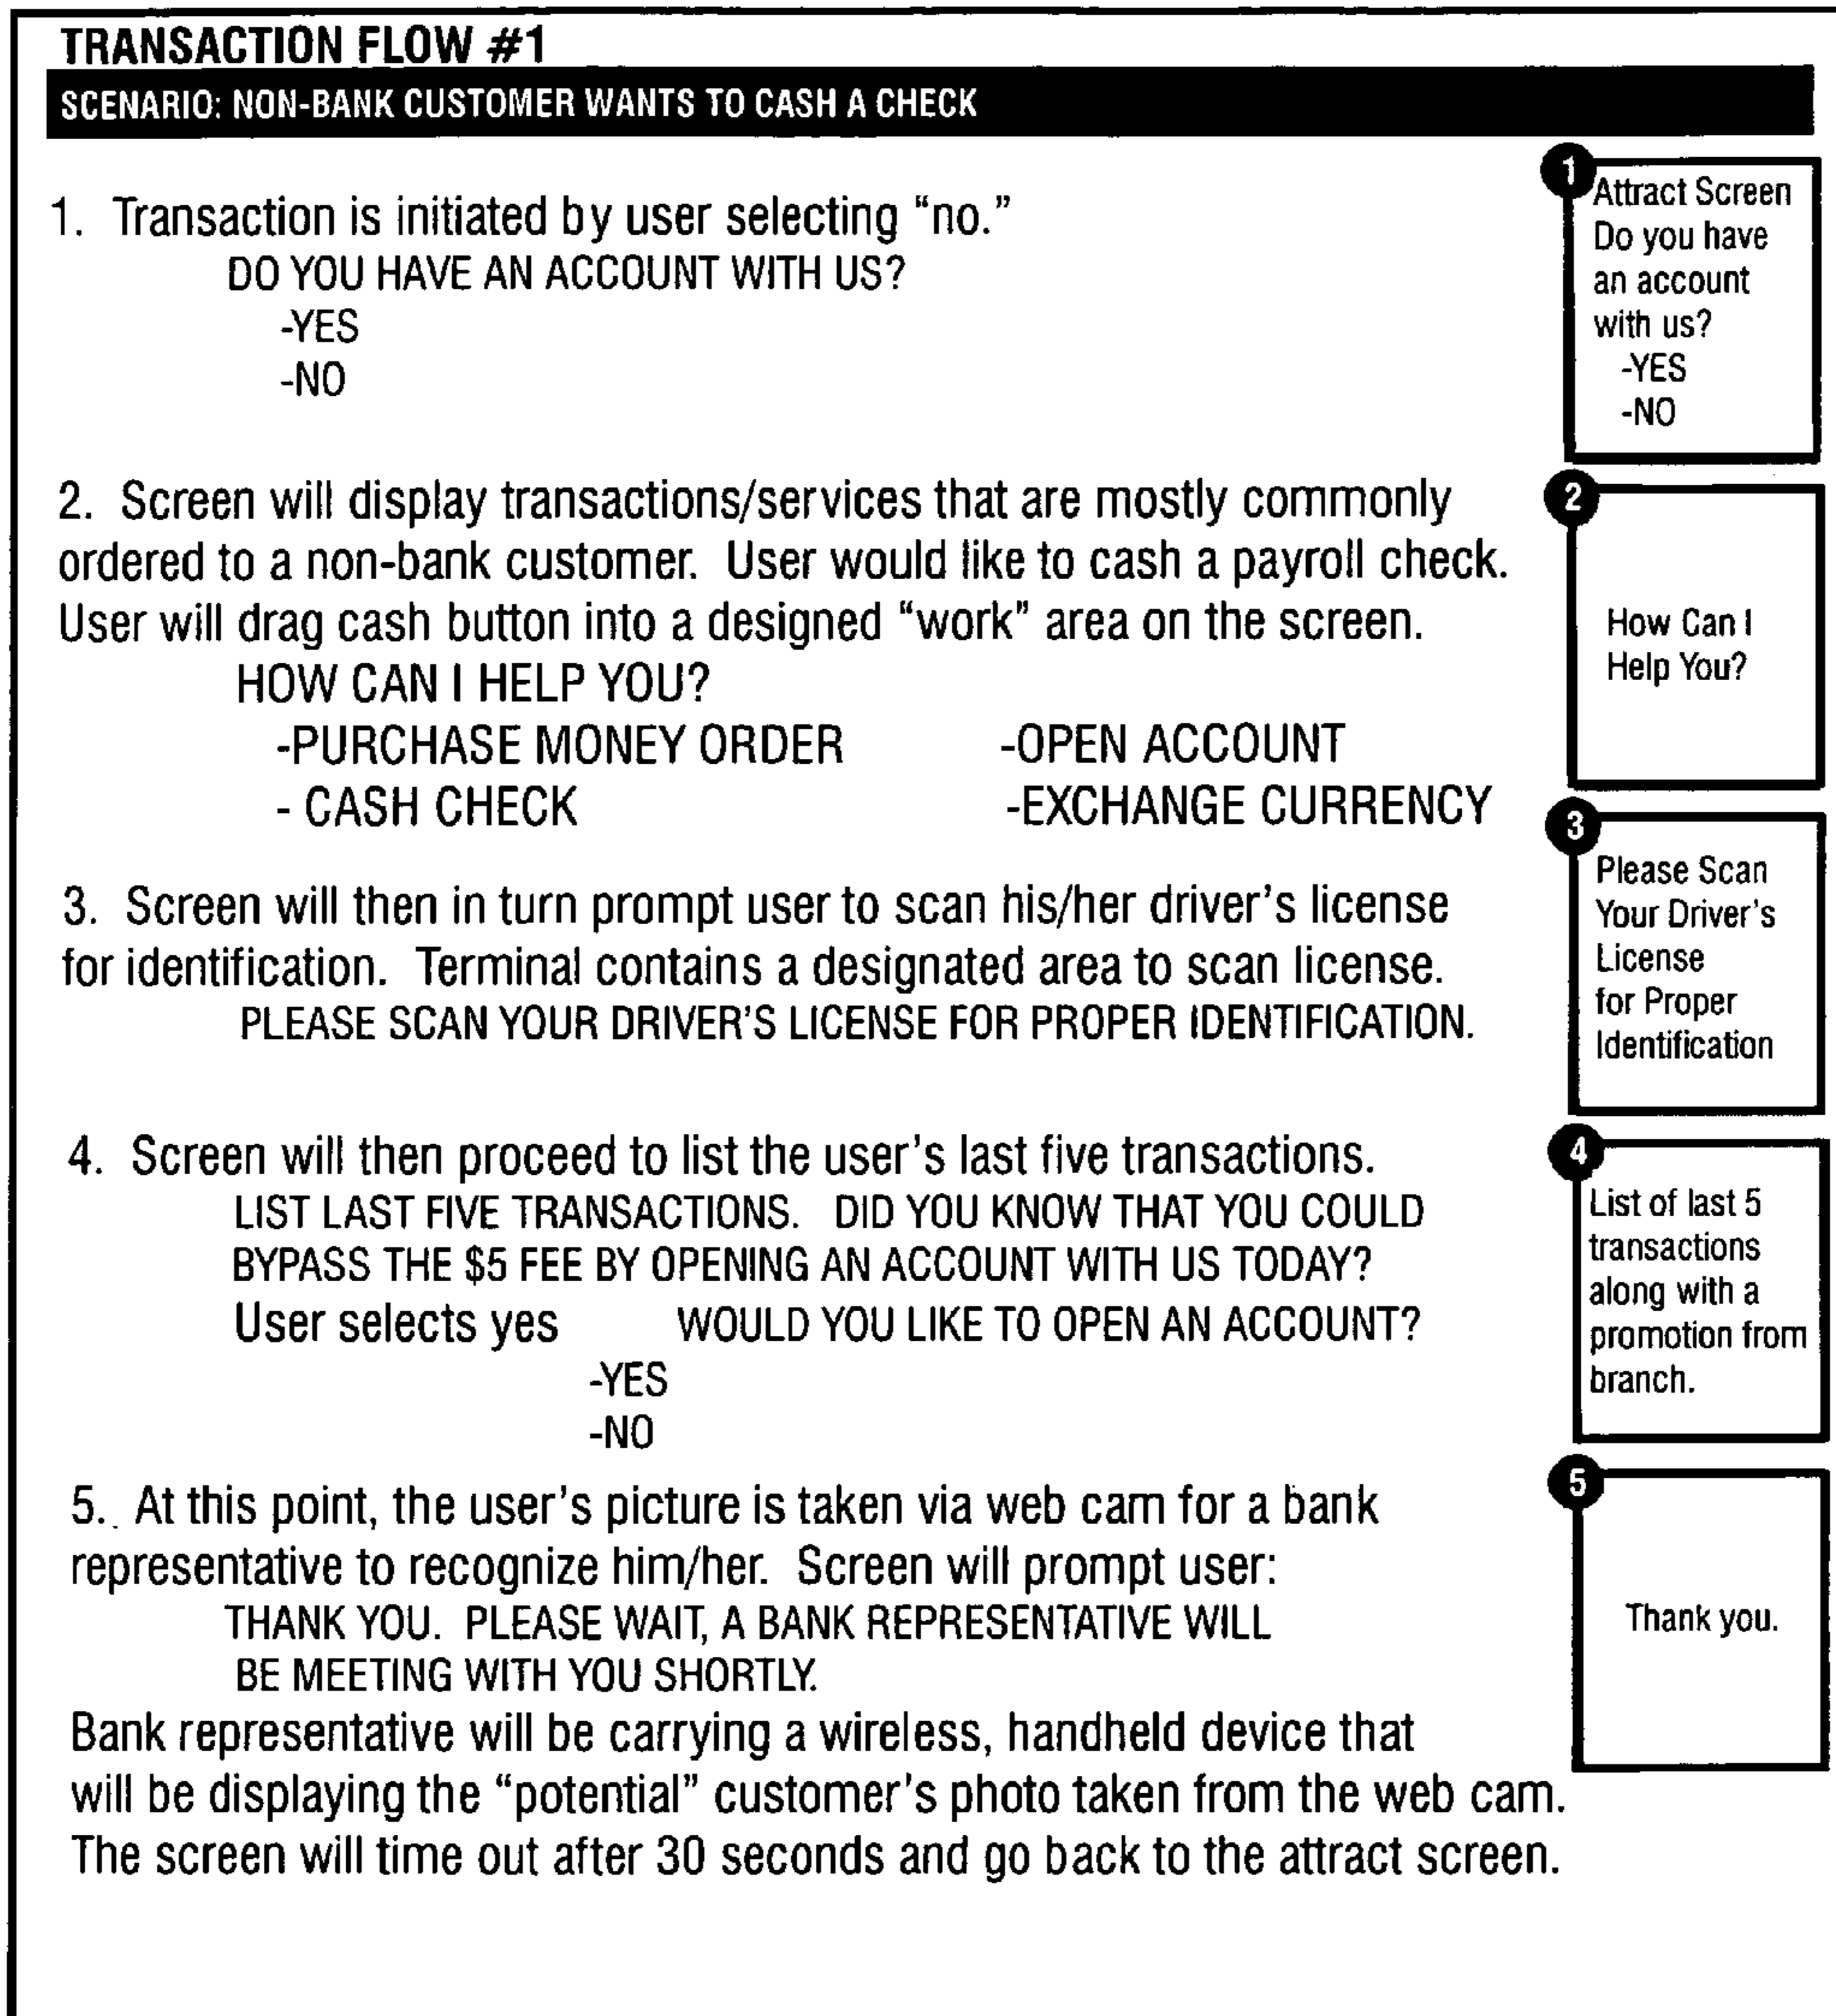 TRANSACTION FLOW #1
SCENARIO: NON-BANK CUSTOMER WANTS TO CASH A CHECK
1. Transaction is initiated by user selecting “no.”
DO YOU HAVE AN ACCOUNT WITH US?
-YES
-NO
1
Attract Screen
Do you have
an account
with us?
-YES
-NO
2. Screen will display transactions/services that are mostly commonly
ordered to a non-bank customer. User would like to cash a payroll check.
User will drag cash button into a designed “work” area on the screen.
HOW CAN I HELP YOU?
-PURCHASE MONEY ORDER -OPEN ACCOUNT
- CASH CHECK -EXCHANGE CURRENCY
2
How Can I
Help You?
3. Screen will then in turn prompt user to scan his/her driver’s license
for identification. Terminal contains a designated area to scan license.
PLEASE SCAN YOUR DRIVER’S LICENSE FOR PROPER IDENTIFICATION.
3
Please Scan
Your Driver’s
License
for Proper
Identification
4. Screen will then proceed to list the user’s last five transactions.
LIST LAST FIVE TRANSACTIONS. DID YOU KNOW THAT YOU COULD
BYPASS THE $5 FEE BY OPENING AN ACCOUNT WITH US TODAY?
User selects yes WOULD YOU LIKE TO OPEN AN ACCOUNT?
-YES
-NO
4
List of last 5
transactions
along with a
promotion from
branch.
5. At this point, the user’s picture is taken via web cam for a bank
representative to recognize him/her. Screen will prompt user:
THANK YOU. PLEASE WAIT, A BANK REPRESENTATIVE WILL
BE MEETING WITH YOU SHORTLY.
Bank representative will be carrying a wireless, handheld device that
will be displaying the “potential” customer’s photo taken from the web cam.
The screen will time out after 30 seconds and go back to the attract screen.
5
Thank you.